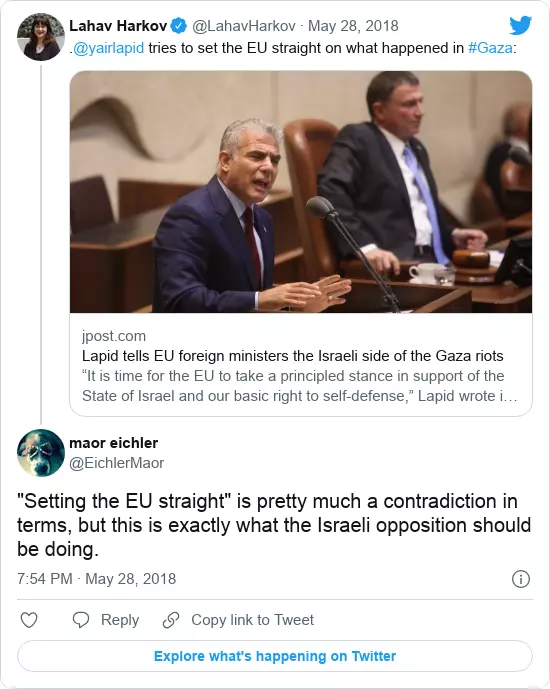 Lahav Harkov @LahavHarkov · May 28, 2018
.@yairlapid tries to set the EU straight on what happened in #Gaza:
jpost.com
Lapid tells EU foreign ministers the Israeli side of the Gaza riots
“It is time for the EU to take a principled stance in support of the
State of Israel and our basic right to self-defense,” Lapid wrote i…
maor eichler
@EichlerMaor
"Setting the EU straight" is pretty much a contradiction in
terms, but this is exactly what the Israeli opposition should
be doing.
7:54 PM · May 28, 2018
Reply
Copy link to Tweet
Explore what's happening on Twitter